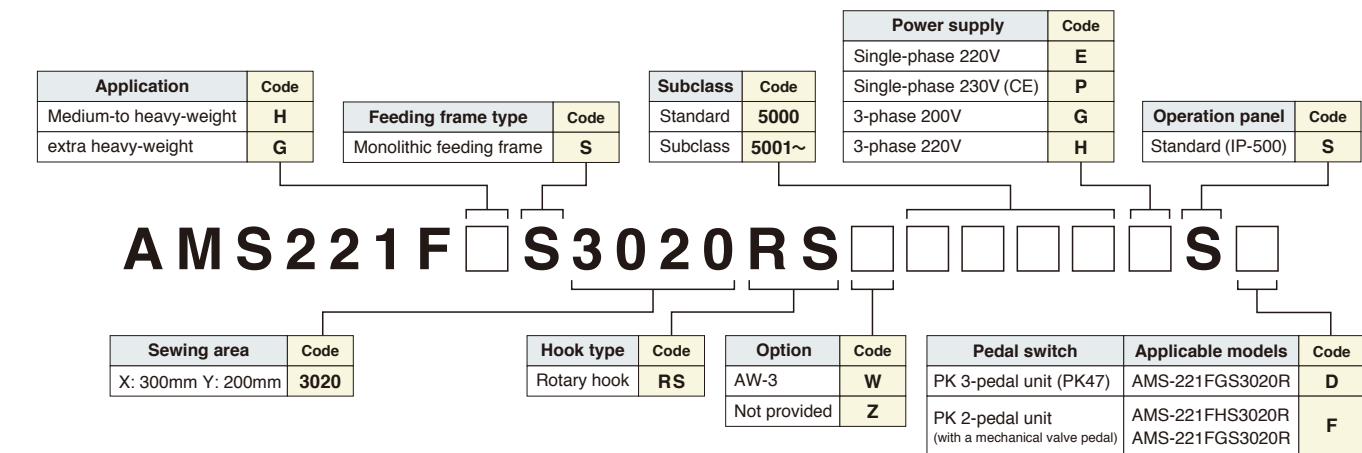 Power supply Code
Single-phase 220V E
Single-phase 230V (CE) P
3-phase 200V G
3-phase 220V H
Application Code
Medium-to heavy-weight H
extra heavy-weight G
Feeding frame type Code
Monolithic feeding frame S
Subclass Code
Standard 5000
Subclass 5001~
Operation panel Code
Standard (IP-500) S
AMS221F□S3020RS□□□□□□S□
Sewing area Code
X: 300mm Y: 200mm 3020
Hook type Code
Rotary hook RS
Option Code
AW-3 W
Not provided Z
Pedal switch Applicable models Code
PK 3-pedal unit (PK47) AMS-221FGS3020R D
PK 2-pedal unit
(with a mechanical valve pedal)
AMS-221FHS3020R
AMS-221FGS3020R
F